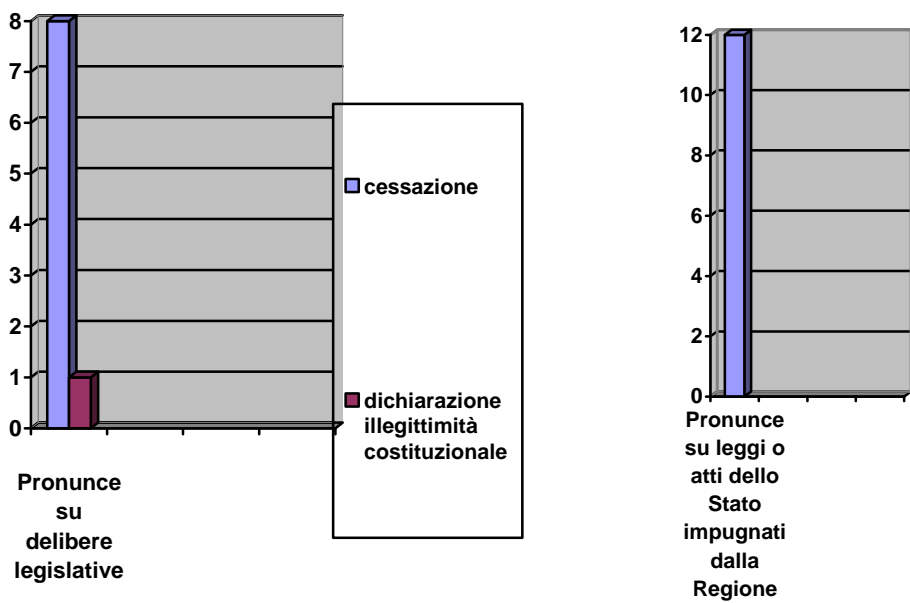 8
7
6
5
4
3
2
1
0
Pronunce
su
delibere
legislative
cessazione
dichiarazione
illegittimità
costituzionale
12
10
8
6
4
2
0
Pronunce
su leggi o
atti dello
Stato
impugnati
dalla
Regione